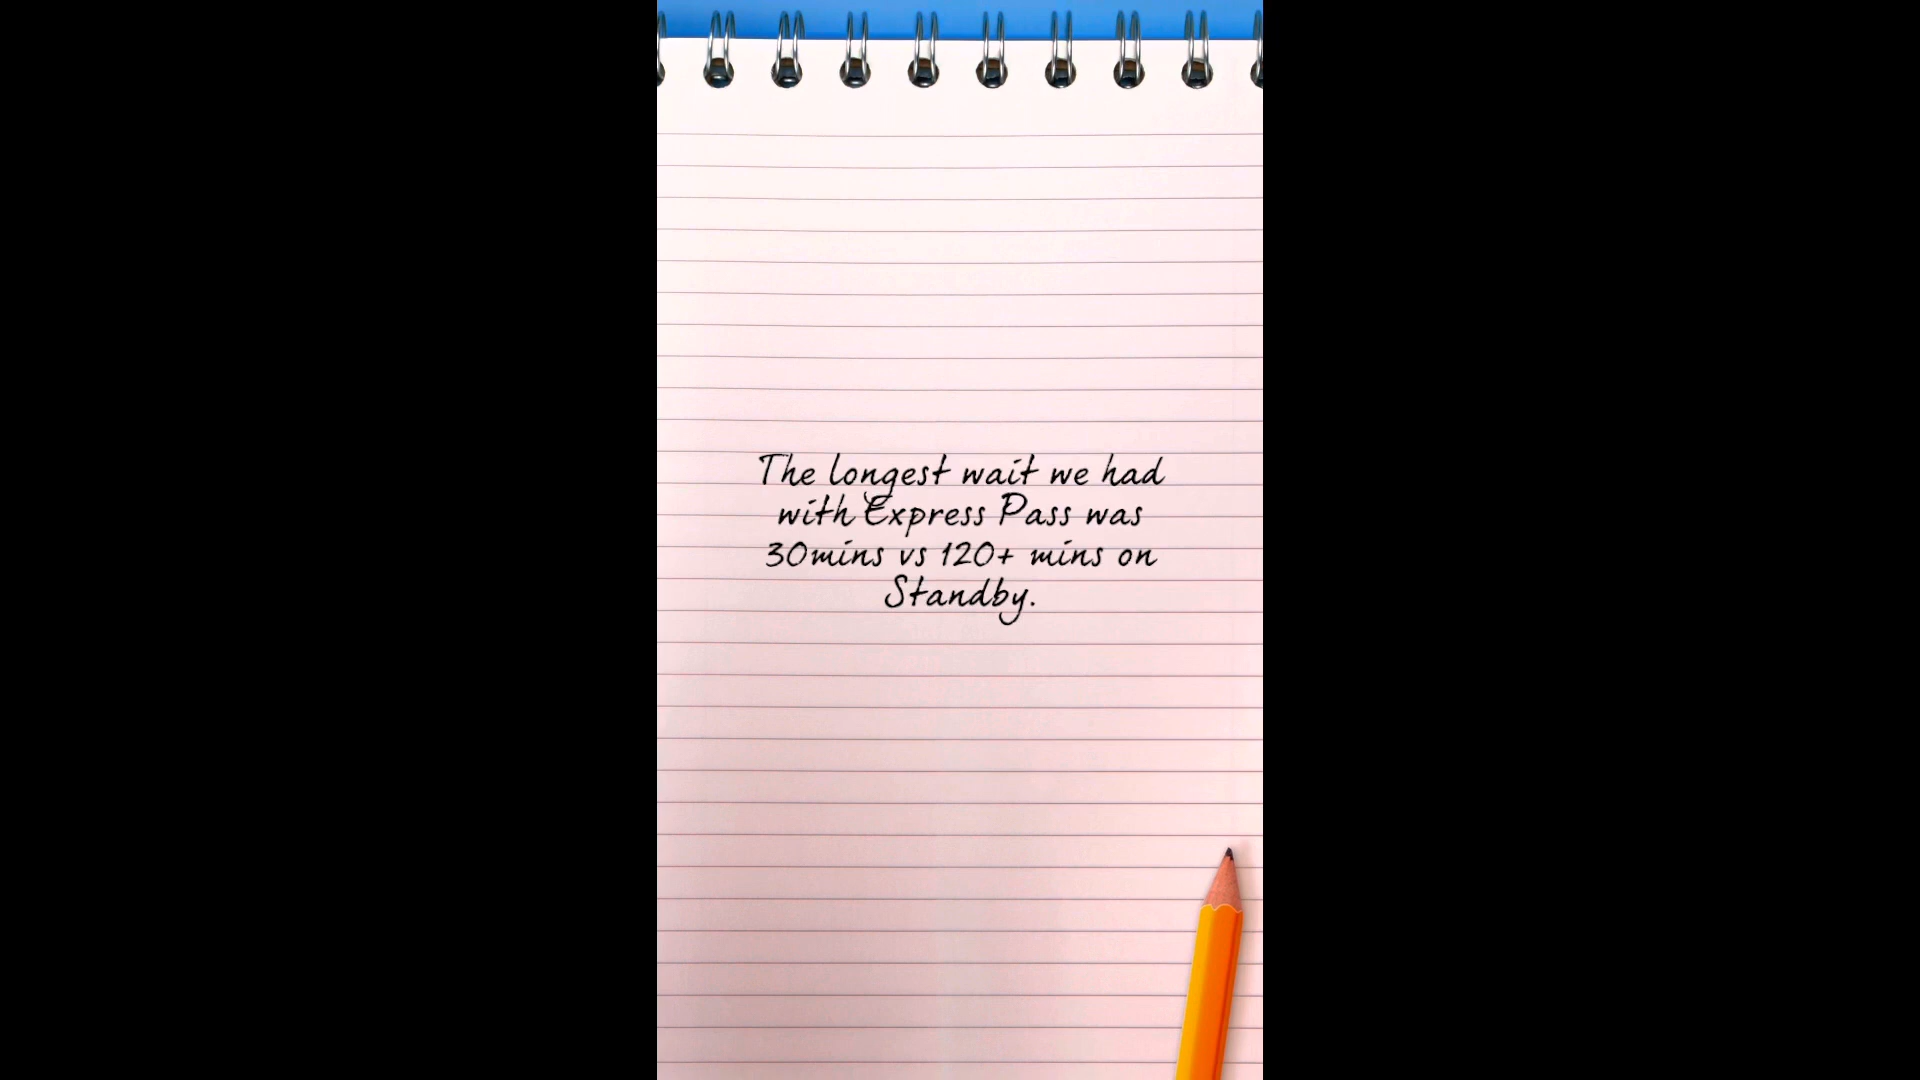 The longest wait we had
with Express Pass was
30mins vs 120+ mins on
Standby.